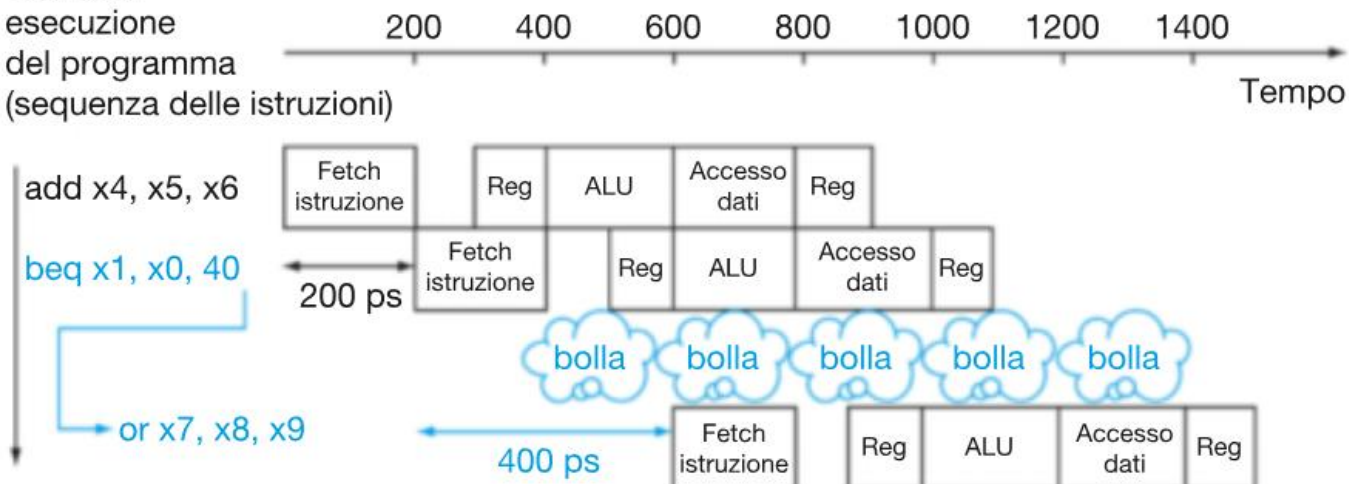 esecuzione
del programma
(sequenza delle istruzioni)
200 400 600 800 1000 1200 1400
Tempo
add x4, x5, x6
Fetch
istruzione
Reg
ALU
Accesso
dati
Reg
beq x1, x0, 40
200 ps
Fetch
istruzione
Reg
ALU
Accesso
dati
Reg
bolla bolla bolla bolla bolla
or x7, x8, x9
400 ps
Fetch
istruzione
Reg
ALU
Accesso
dati
Reg